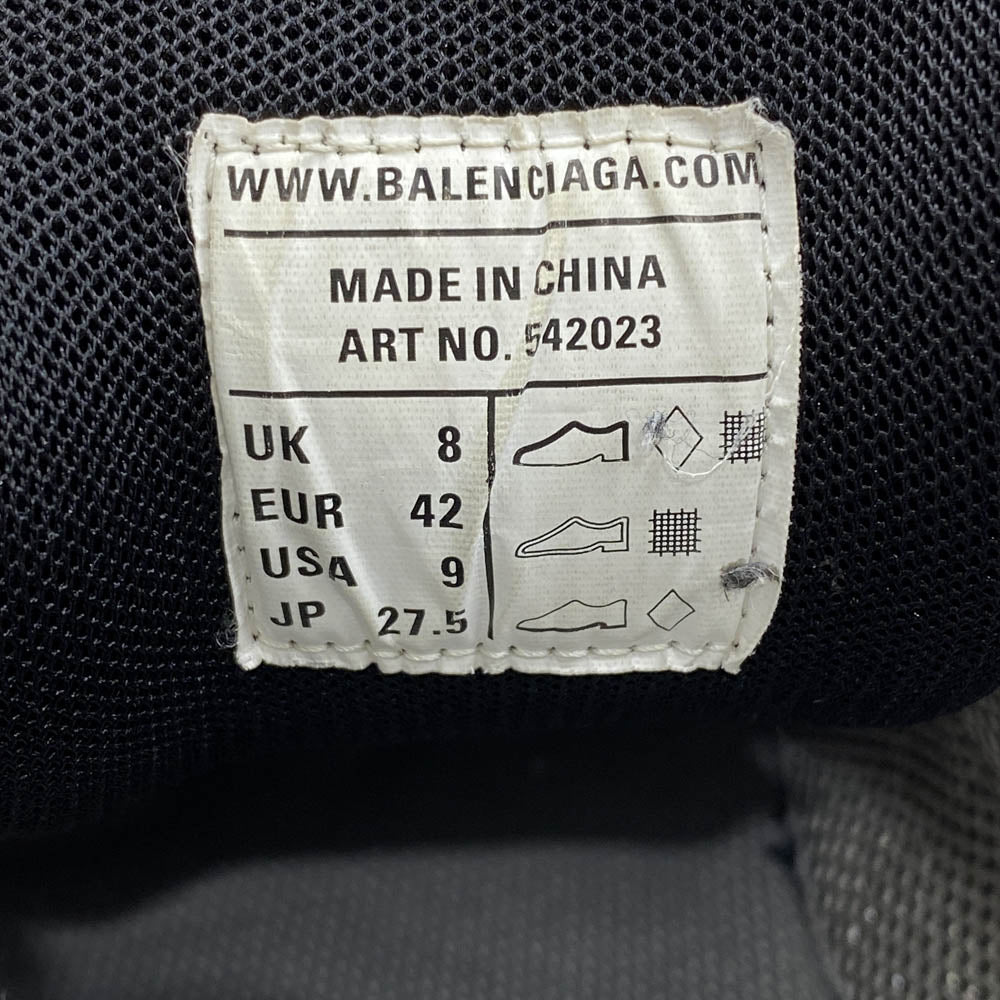 WWW.BALENCIAGA.COM
MADE IN CHINA
ART NO. 542023
UK 8
EUR 42
USA 9
JP 27.5